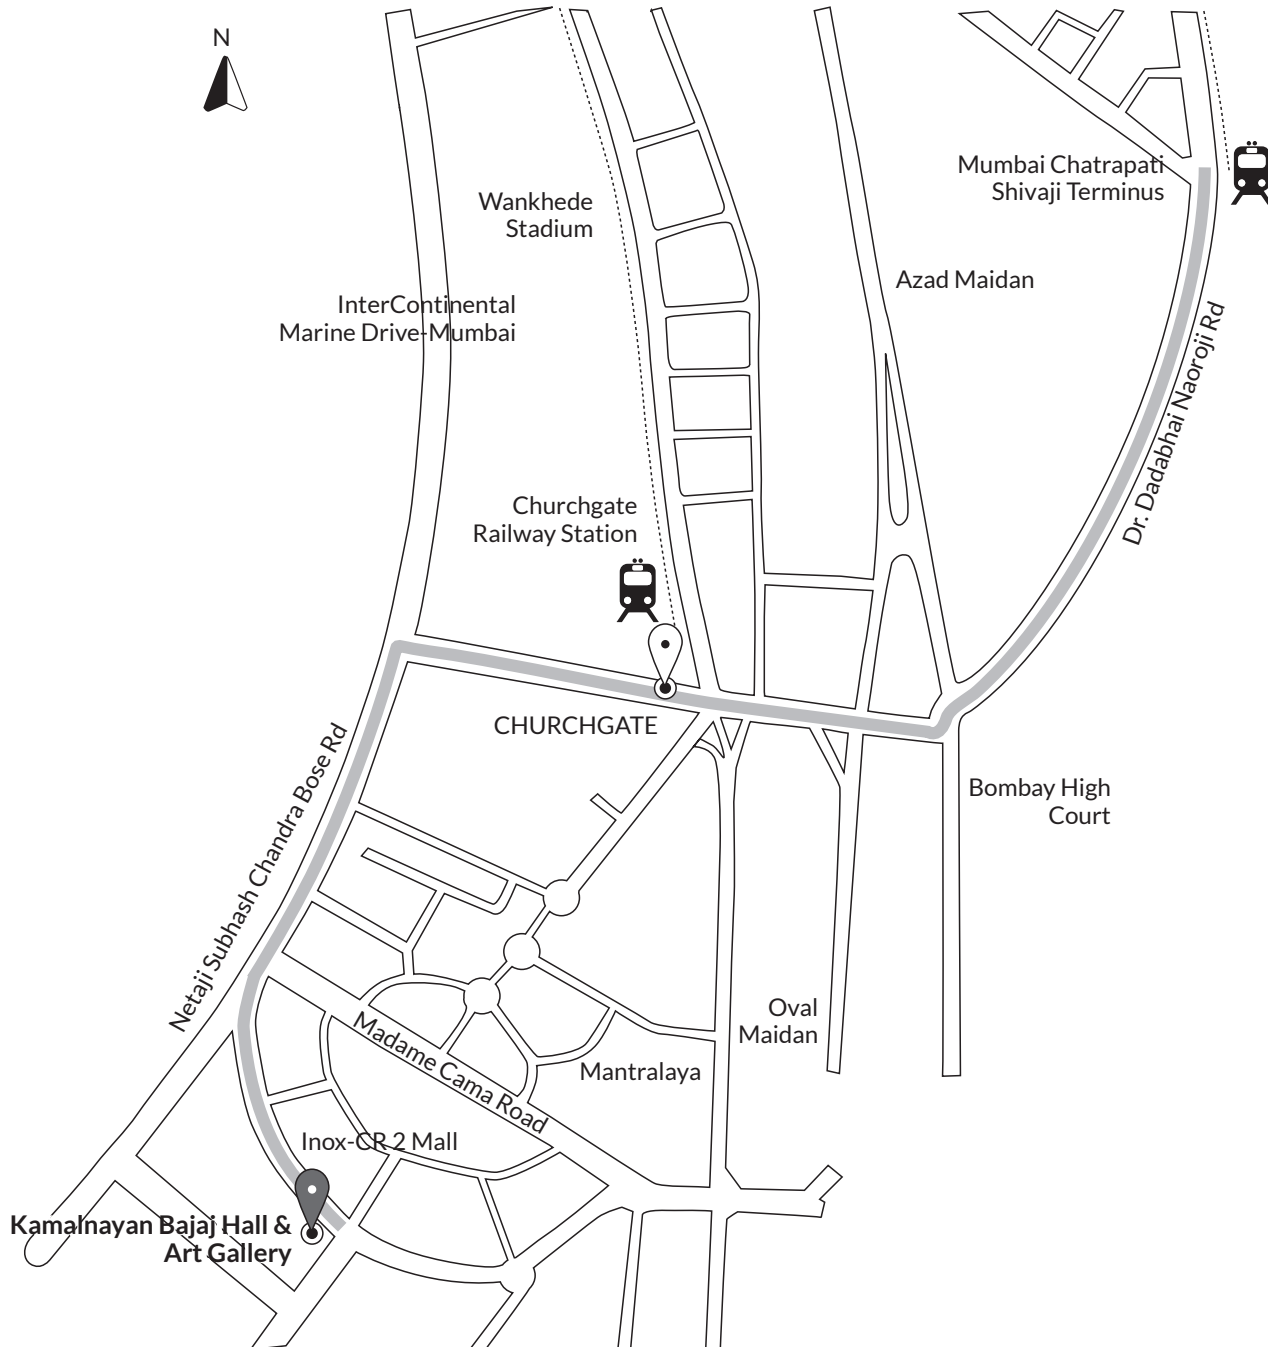 N
Mumbai Chatrapati
Shivaji Terminus
Wankhede
Stadium
Azad Maidan
InterContinental
Marine Drive-Mumbai
Dr. Dadabhai Naoroji Rd
Churchgate
Railway Station
CHURCHGATE
Netaji Subhash Chandra Bose Rd
Bombay High
Court
Oval
Maidan
Madame Cama Road
Mantralaya
Inox-CR 2 Mall
Kamalnayan Bajaj Hall &
Art Gallery